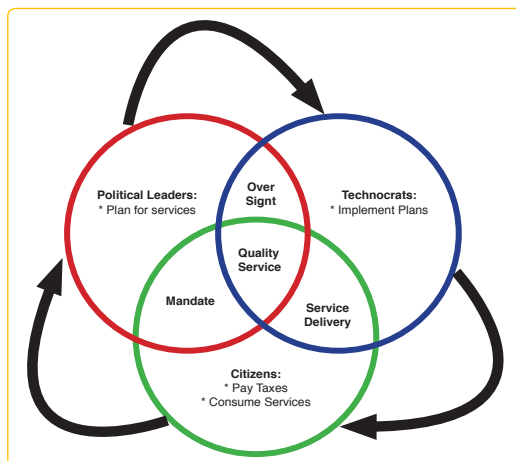 Political Leaders:
* Plan for services
Over
Signt
Technocrats:
* Implement Plans
Quality
Service
Mandate
Service
Delivery
Citizens:
* Pay Taxes
* Consume Services